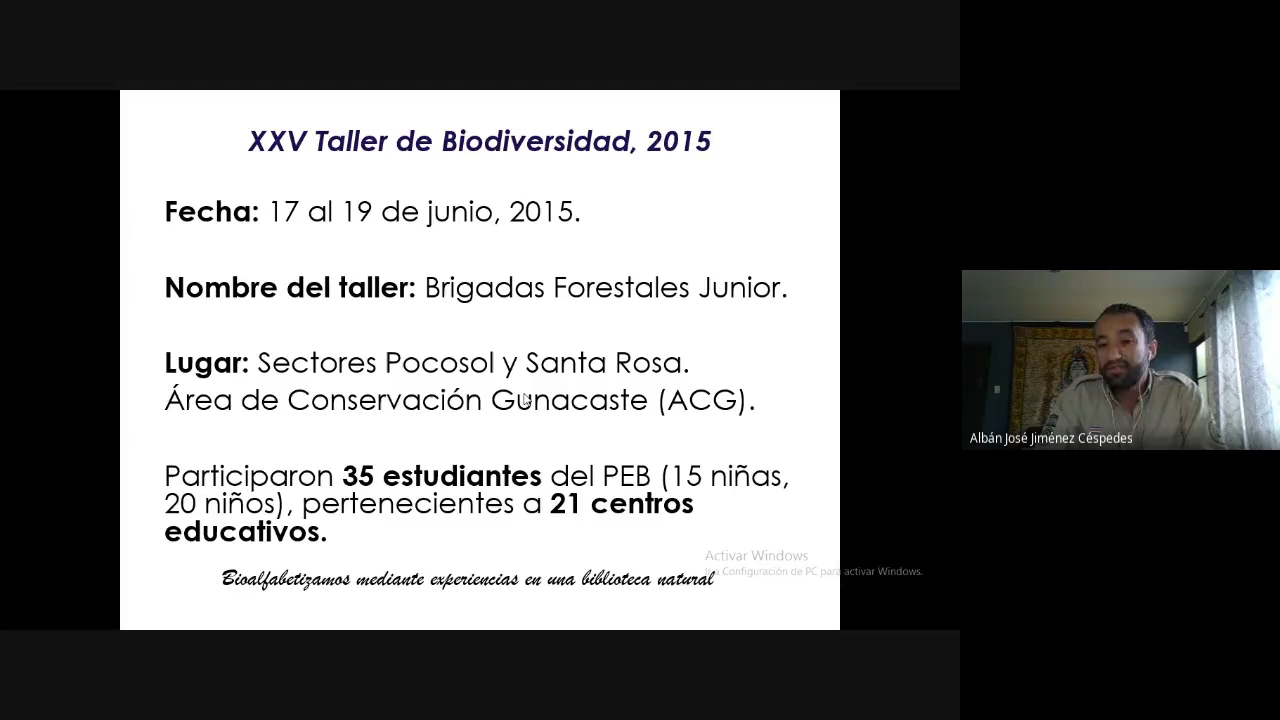 XXV Taller de Biodiversidad, 2015
Fecha: 17 al 19 de junio, 2015.
Nombre del taller: Brigadas Forestales Junior.
Lugar: Sectores Pocosol y Santa Rosa.
Área de Conservación Gunacaste (ACG).
Participaron 35 estudiantes del PEB (15 niñas,
20 niños), pertenecientes a 21 centros
educativos.
Bioalfabetizamos mediante experiencias en una biblioteca natural
Activar Windows
Configuración de PC para activar Windows.
Albán José Jiménez Céspedes